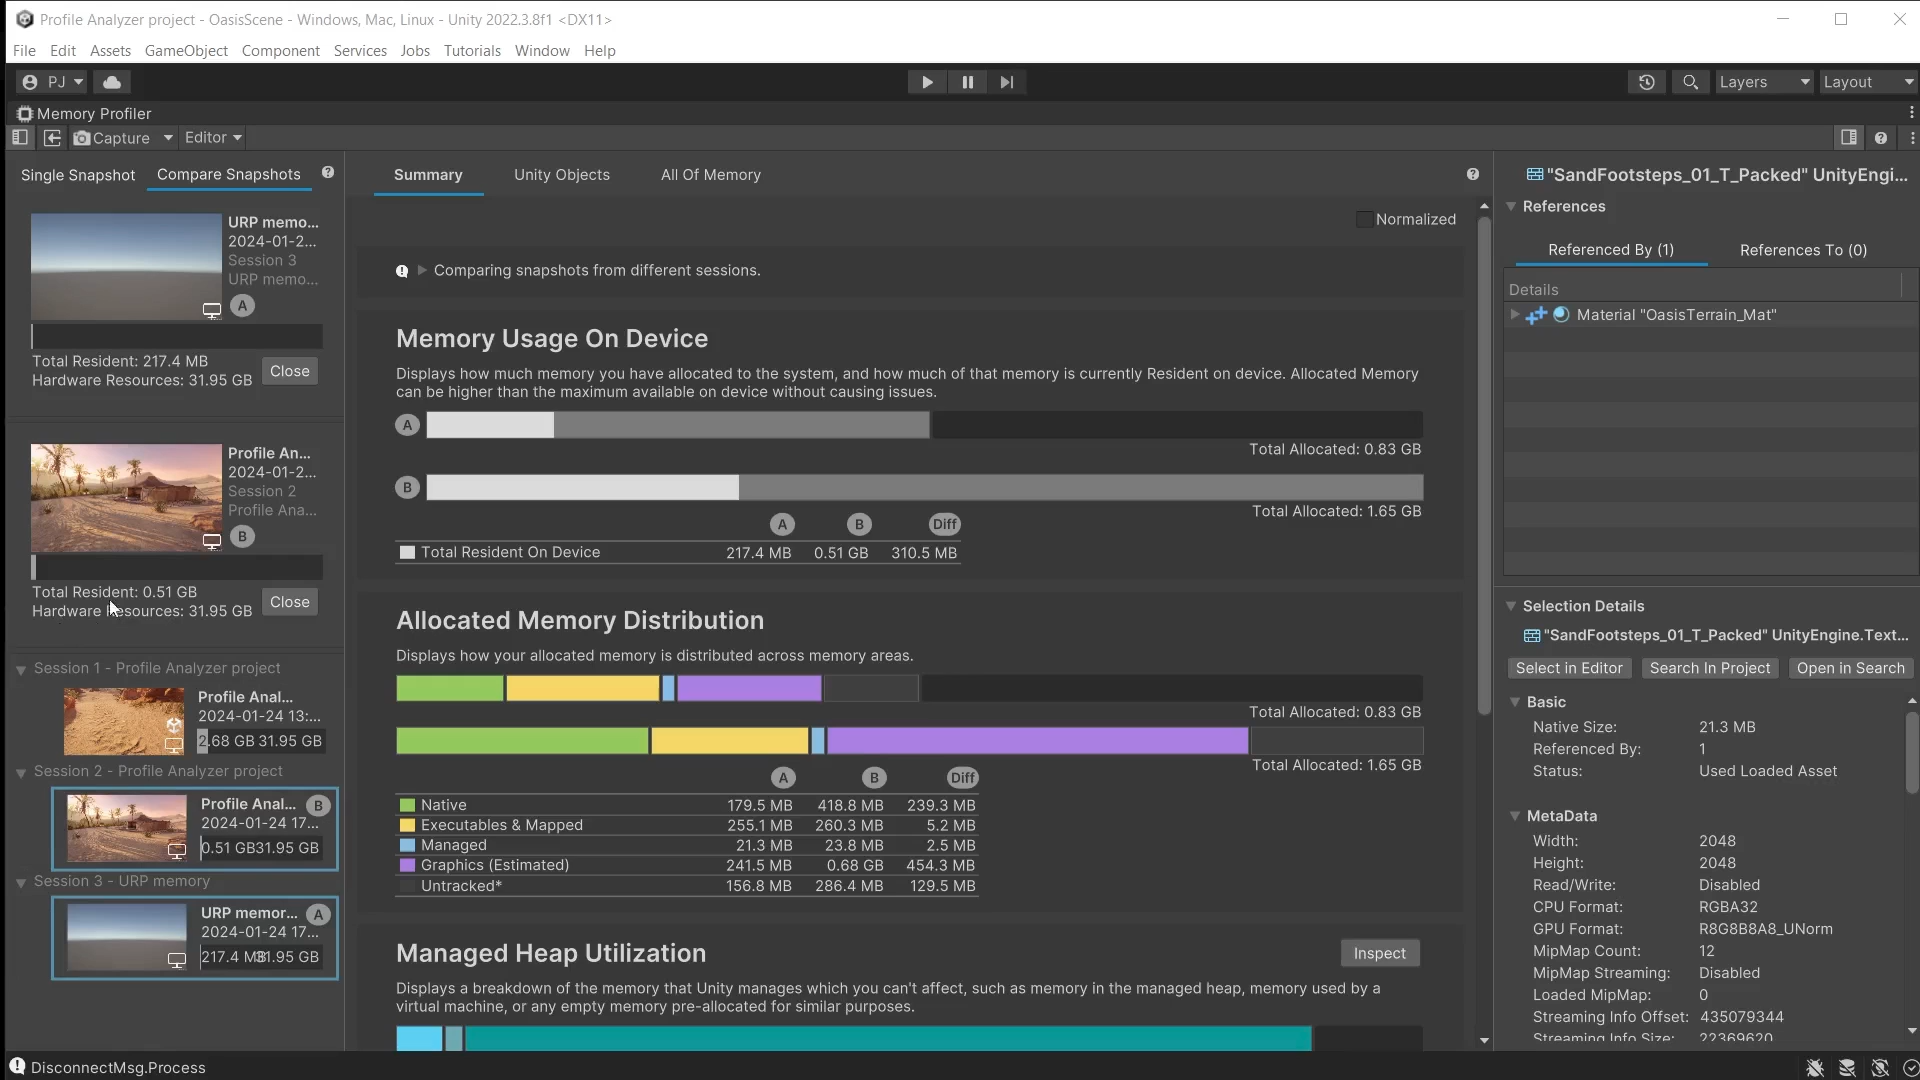 Profile Analyzer project - OasisScene - Windows, Mac, Linux - Unity 2022.3.8f1 <DX11>
File Edit Assets GameObject Component Services Jobs Tutorials Window Help
PJ
Layers
Layout
Memory Profiler
Capture
Editor
Single Snapshot
Compare Snapshots
URP memo...
2024-01-2...
Session 3
URP memo...
A
Total Resident: 217.4 MB
Hardware Resources: 31.95 GB
Close
Profile An...
2024-01-2...
Session 2
Profile Ana...
B
Total Resident: 0.51 GB
Hardware Resources: 31.95 GB
Close
Session 1 - Profile Analyzer project
Profile Anal...
2024-01-24 13:...
2.68 GB 31.95 GB
Session 2 - Profile Analyzer project
Profile Anal... B
2024-01-24 17...
0.51 GB 31.95 GB
Session 3 - URP memory
URP memor... A
2024-01-24 17...
217.4 MB 31.95 GB
Summary
Unity Objects
All Of Memory
Normalized
Comparing snapshots from different sessions.
Memory Usage On Device
Displays how much memory you have allocated to the system, and how much of that memory is currently Resident on device. Allocated Memory
can be higher than the maximum available on device without causing issues.
A
Total Allocated: 0.83 GB
B
Total Allocated: 1.65 GB
A B Diff
Total Resident On Device 217.4 MB 0.51 GB 310.5 MB
Allocated Memory Distribution
Displays how your allocated memory is distributed across memory areas.
Total Allocated: 0.83 GB
Total Allocated: 1.65 GB
A B Diff
Native 179.5 MB 418.8 MB 239.3 MB
Executables & Mapped 255.1 MB 260.3 MB 5.2 MB
Managed 21.3 MB 23.8 MB 2.5 MB
Graphics (Estimated) 241.5 MB 0.68 GB 454.3 MB
Untracked* 156.8 MB 286.4 MB 129.5 MB
Managed Heap Utilization
Inspect
Displays a breakdown of the memory that Unity manages which you can't affect, such as memory in the managed heap, memory used by a
virtual machine, or any empty memory pre-allocated for similar purposes.
"SandFootsteps_01_T_Packed" UnityEngi...
References
Referenced By (1)
References To (0)
Details
Material "OasisTerrain_Mat"
Selection Details
"SandFootsteps_01_T_Packed" UnityEngine.Text...
Select in Editor
Search In Project
Open in Search
Basic
Native Size: 21.3 MB
Referenced By: 1
Status: Used Loaded Asset
MetaData
Width: 2048
Height: 2048
Read/Write: Disabled
CPU Format: RGBA32
GPU Format: R8G8B8A8_UNorm
MipMap Count: 12
MipMap Streaming: Disabled
Loaded MipMap: 0
Streaming Info Offset: 435079344
Streaming Info Size: 22369620
DisconnectMsg.Process